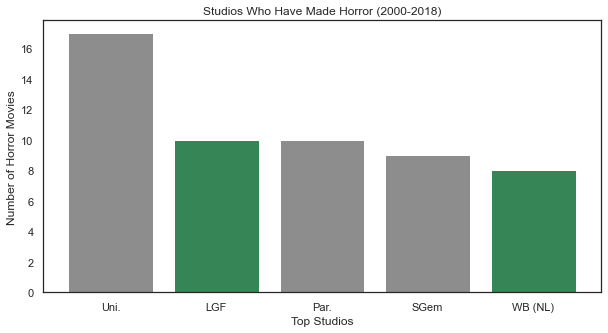 Studios Who Have Made Horror (2000-2018)
Number of Horror Movies
16
14
12
10
8
6
4
2
0
Uni.
LGF
Par.
SGem
WB (NL)
Top Studios